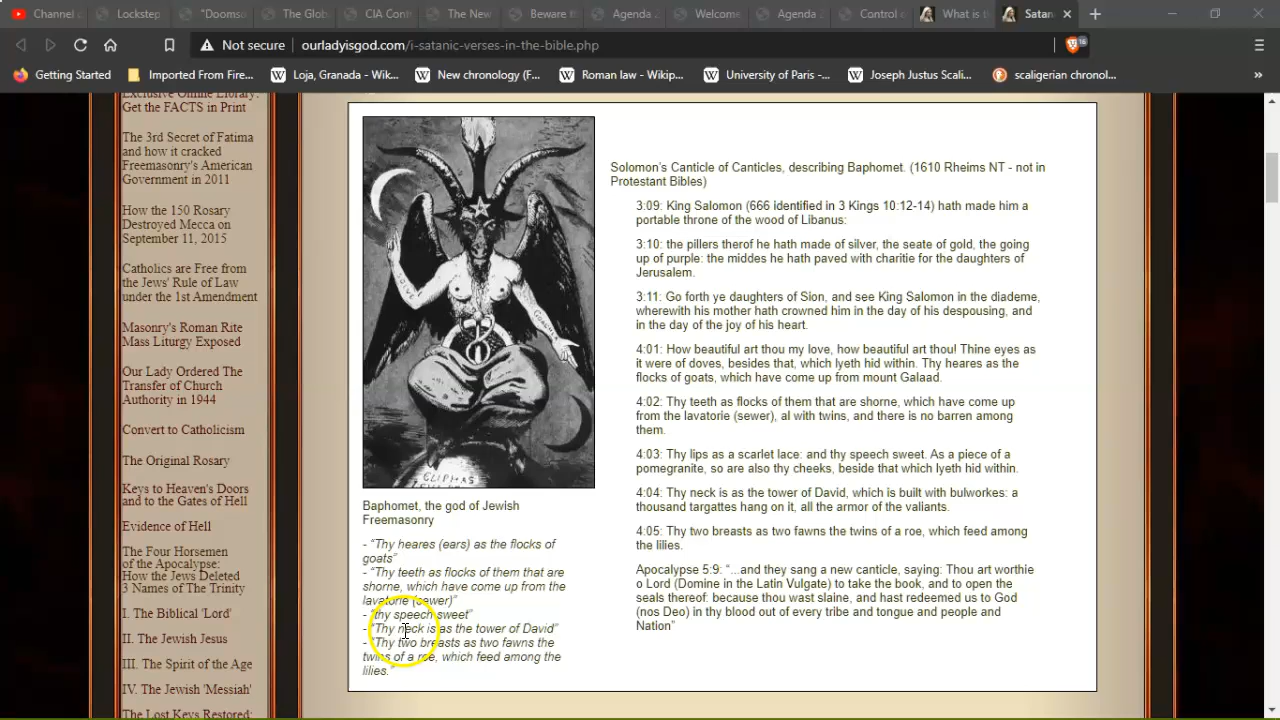 Channel c
Lockstep
"Dooms
The Glob
CIA Cont
The New
Beware th
Agenda
Welcome
Agenda
Control o
What is t
Satan
Not secure
ourladyisgod.com/i-satanic-verses-in-the-bible.php
16
Getting Started
Imported From Fire...
Loja, Granada - Wik...
New chronology (F...
Roman law - Wikip...
University of Paris -...
Joseph Justus Scali...
scaligerian chronol...
»
Exclusive Online Library:
Get the FACTS in Print
The 3rd Secret of Fatima
and how it cracked
Freemasonry's American
Government in 2011
How the 150 Rosary
Destroyed Mecca on
September 11, 2015
Catholics are Free from
the Jews' Rule of Law
under the 1st Amendment
Masonry's Roman Rite
Mass Liturgy Exposed
Our Lady Ordered The
Transfer of Church
Authority in 1944
Convert to Catholicism
The Original Rosary
Keys to Heaven's Doors
and to the Gates of Hell
Evidence of Hell
The Four Horsemen
of the Apocalypse:
How the Jews Deleted
3 Names of The Trinity
I. The Biblical 'Lord'
II. The Jewish Jesus
III. The Spirit of the Age
IV. The Jewish 'Messiah'
The Lost Keys Restored:
SOLVE
COAGULA
ELIPHAS
Baphomet, the god of Jewish
Freemasonry
- "Thy heares (ears) as the flocks of
goats"
- "Thy teeth as flocks of them that are
shorne, which have come up from the
lavatorie (sewer)"
- "thy speech sweet"
- "Thy neck is as the tower of David"
- "Thy two breasts as two fawns the
twins of a roe, which feed among the
lilies."
Solomon's Canticle of Canticles, describing Baphomet. (1610 Rheims NT - not in
Protestant Bibles)
3:09: King Salomon (666 identified in 3 Kings 10:12-14) hath made him a
portable throne of the wood of Libanus:
3:10: the pillers therof he hath made of silver, the seate of gold, the going
up of purple: the middes he hath paved with charitie for the daughters of
Jerusalem.
3:11: Go forth ye daughters of Sion, and see King Salomon in the diademe,
wherewith his mother hath crowned him in the day of his despousing, and
in the day of the joy of his heart.
4:01: How beautiful art thou my love, how beautiful art thou! Thine eyes as
it were of doves, besides that, which lyeth hid within. Thy heares as the
flocks of goats, which have come up from mount Galaad.
4:02: Thy teeth as flocks of them that are shorne, which have come up
from the lavatorie (sewer), al with twins, and there is no barren among
them.
4:03: Thy lips as a scarlet lace: and thy speech sweet. As a piece of a
pomegranite, so are also thy cheeks, beside that which lyeth hid within.
4:04: Thy neck is as the tower of David, which is built with bulworkes: a
thousand targattes hang on it, all the armor of the valiants.
4:05: Thy two breasts as two fawns the twins of a roe, which feed among
the lilies.
Apocalypse 5:9: "...and they sang a new canticle, saying: Thou art worthie
o Lord (Domine in the Latin Vulgate) to take the book, and to open the
seals thereof: because thou wast slaine, and hast redeemed us to God
(nos Deo) in thy blood out of every tribe and tongue and people and
Nation"